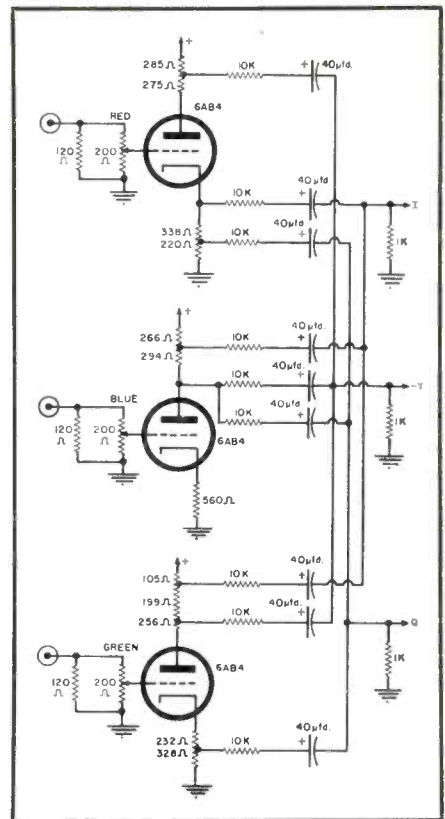 +
285Ω
275Ω
10K
+
40µfd.
6AB4
RED
120
Ω
200
Ω
10K
+
40µfd.
338Ω
220Ω
10K
+
40µfd.
I
1K
+
266Ω
294Ω
10K
+
40µfd.
10K
+
40µfd.
-Y
10K
+
40µfd.
BLUE
120
Ω
200
Ω
6AB4
1K
560Ω
+
105Ω
199Ω
256Ω
10K
+
40µfd.
10K
+
40µfd.
Q
1K
GREEN
120
Ω
200
Ω
6AB4
232Ω
328Ω
10K
+
40µfd.